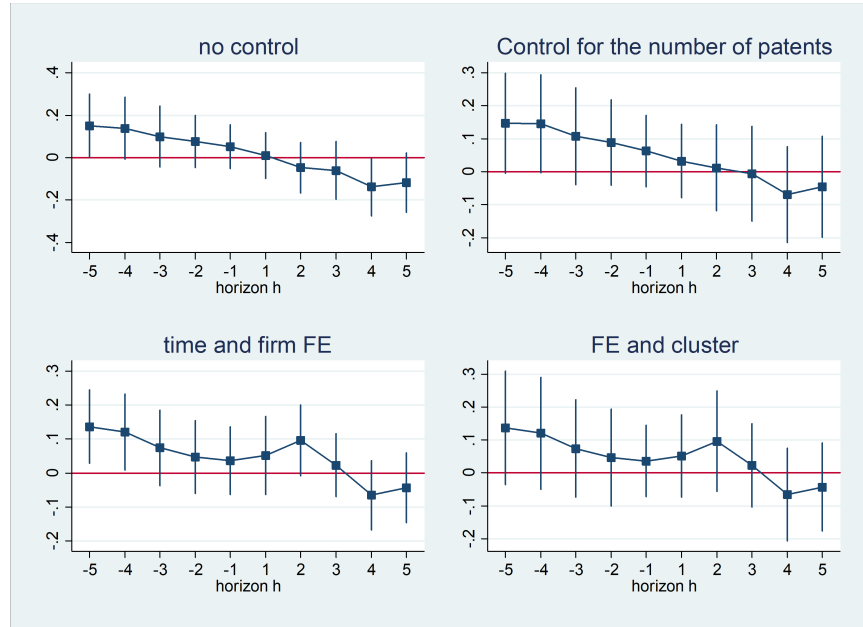 no control
.4
.2
0
-.2
-.4
-5 -4 -3 -2 -1 1 2 3 4 5
horizon h
Control for the number of patents
.3
.2
.1
0
-.1
-.2
-5 -4 -3 -2 -1 1 2 3 4 5
horizon h
time and firm FE
.3
.2
.1
0
-.1
-.2
-5 -4 -3 -2 -1 1 2 3 4 5
horizon h
FE and cluster
.3
.2
.1
0
-.1
-.2
-5 -4 -3 -2 -1 1 2 3 4 5
horizon h